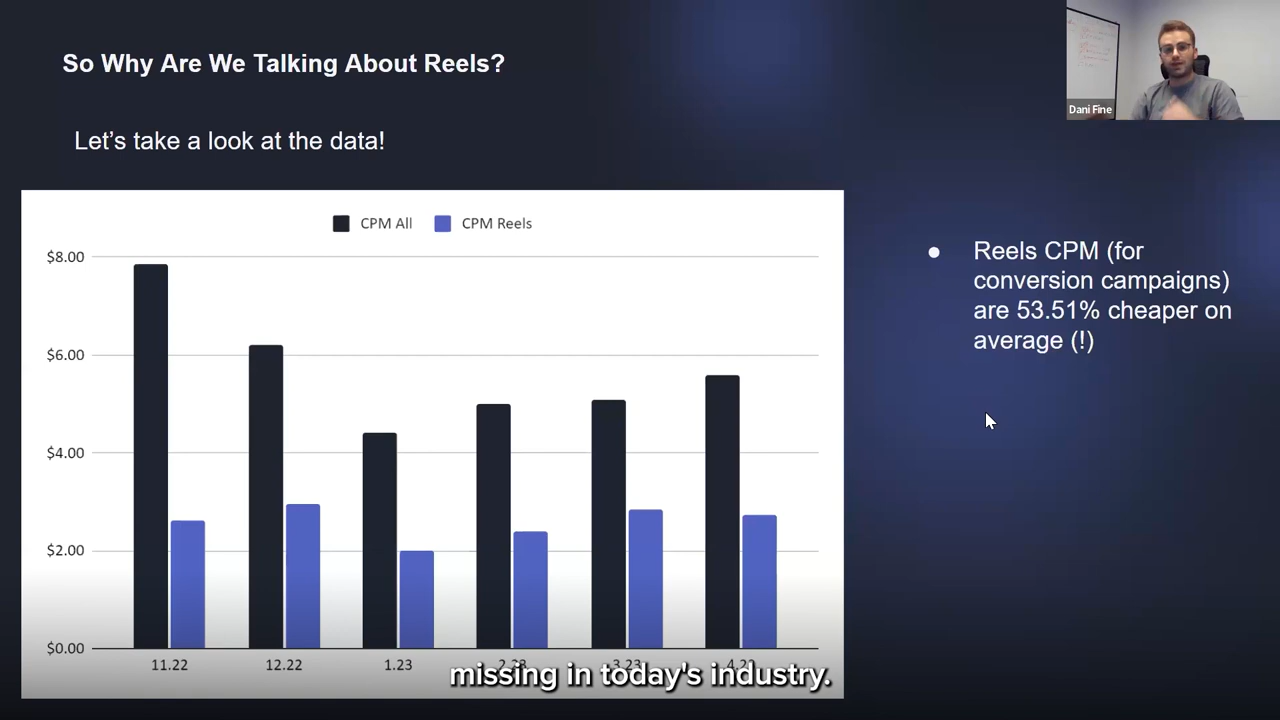 So Why Are We Talking About Reels?
Dani Fine
Let's take a look at the data!
CPM All
CPM Reels
$8.00
$6.00
$4.00
$2.00
$0.00
11.22
12.22
1.23
missing in today's industry.
● Reels CPM (for
conversion campaigns)
are 53.51% cheaper on
average (!)